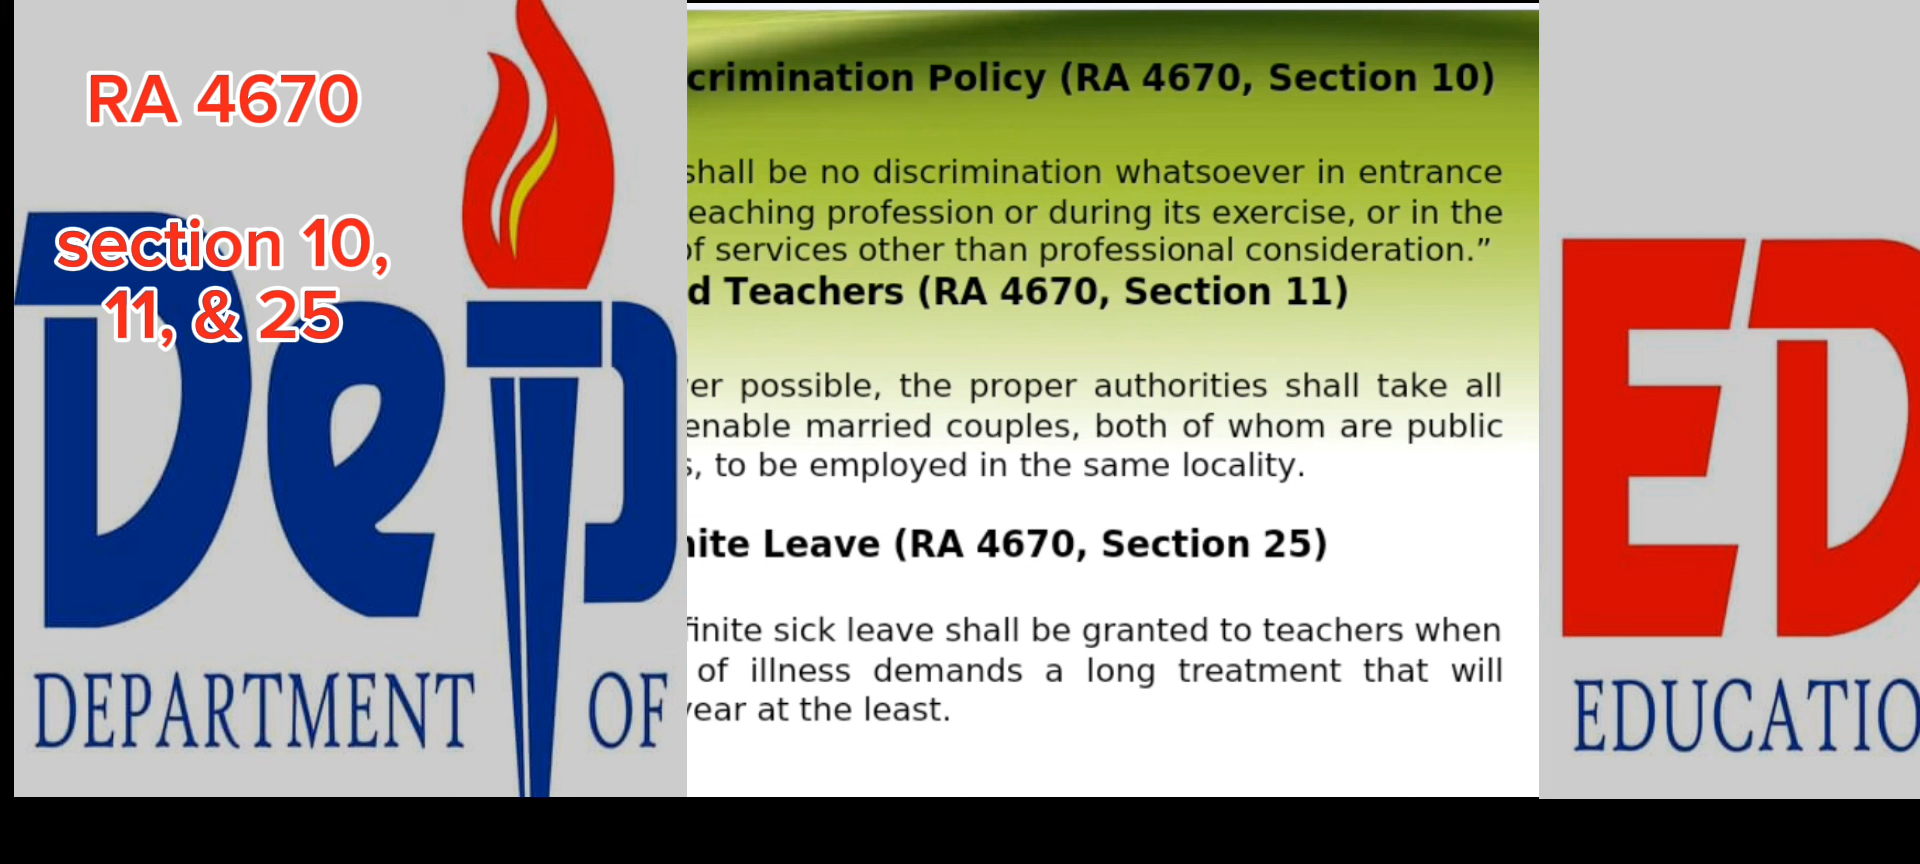 RA 4670
section 10,
11, & 25
DepED
DEPARTMENT OF EDUCATIO
crimination Policy (RA 4670, Section 10)
shall be no discrimination whatsoever in entrance
eaching profession or during its exercise, or in the
of services other than professional consideration.”
d Teachers (RA 4670, Section 11)
er possible, the proper authorities shall take all
enable married couples, both of whom are public
s, to be employed in the same locality.
nite Leave (RA 4670, Section 25)
finite sick leave shall be granted to teachers when
of illness demands a long treatment that will
year at the least.